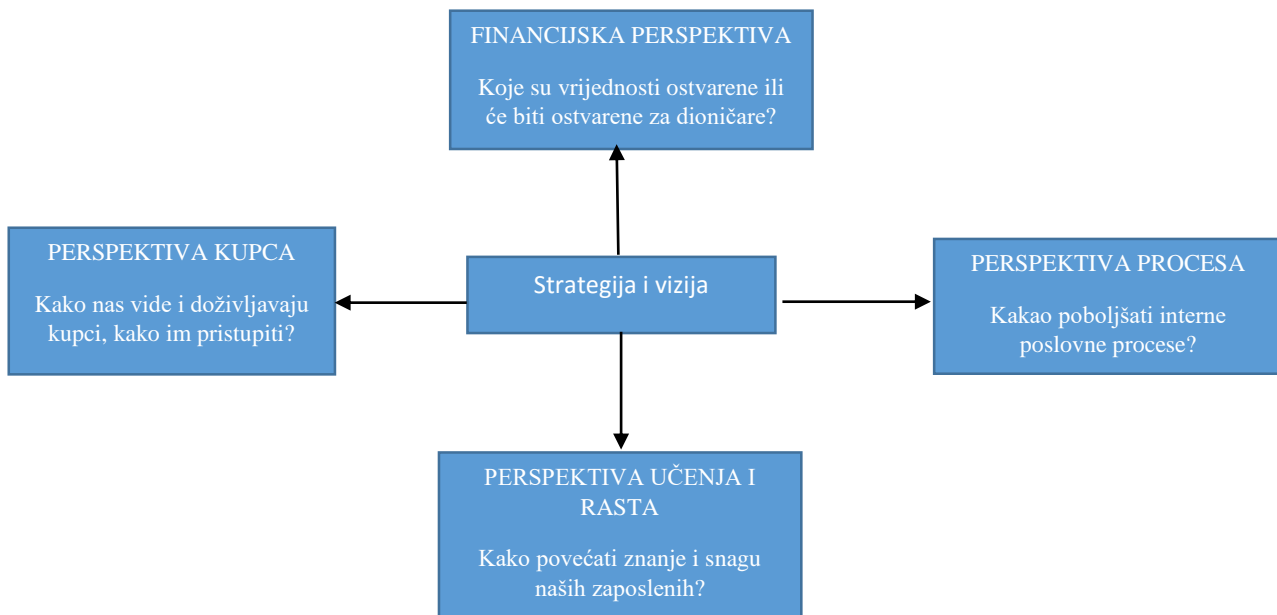 FINANCIJSKA PERSPEKTIVA
Koje su vrijednosti ostvarene ili
će biti ostvarene za dioničare?
PERSPEKTIVA KUPCA
Kako nas vide i doživljavaju
kupci, kako im pristupiti?
Strategija i vizija
PERSPEKTIVA PROCESA
Kakao poboljšati interne
poslovne procese?
PERSPEKTIVA UČENJA I
RASTA
Kako povećati znanje i snagu
naših zaposlenih?